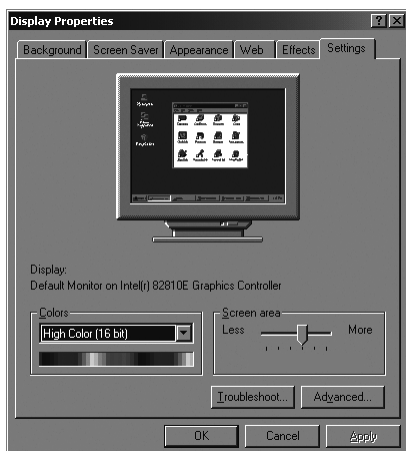 Display Properties
Background Screen Saver Appearance Web Effects Settings
Display:
Default Monitor on Intel(r) 82810E Graphics Controller
Colors
High Color (16 bit)
Screen area
Less More
Troubleshoot... Advanced...
OK Cancel Apply